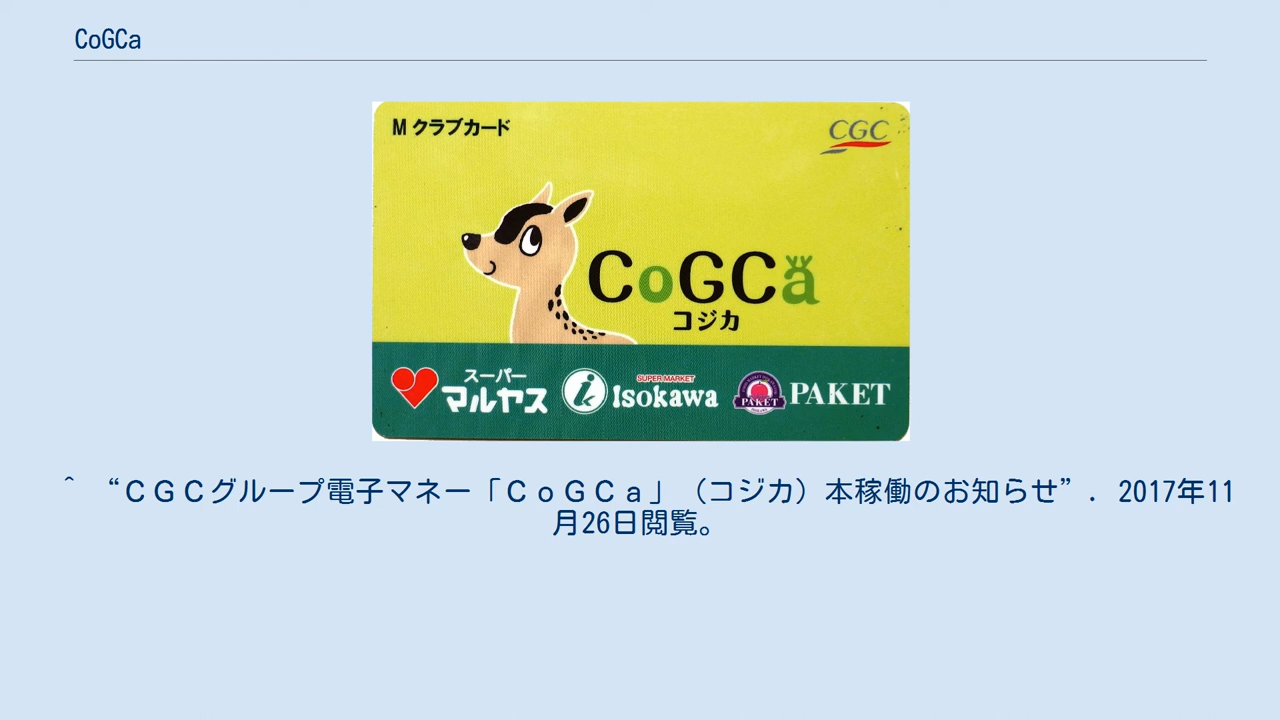 CoGCa
M クラブカード
CGC
CoGCa
コジカ
スーパー
マルヤス
SUPER MARKET
Isokawa
PAKET
PAKET
^ “ＣＧＣグループ電子マネー「ＣｏＧＣａ」（コジカ）本稼働のお知らせ”. 2017年11
月26日閲覧。